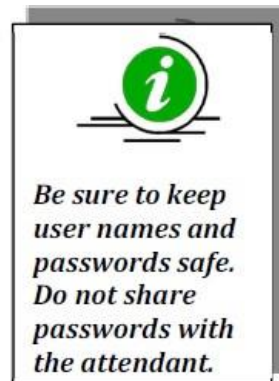 i
Be sure to keep
user names and
passwords safe.
Do not share
passwords with
the attendant.